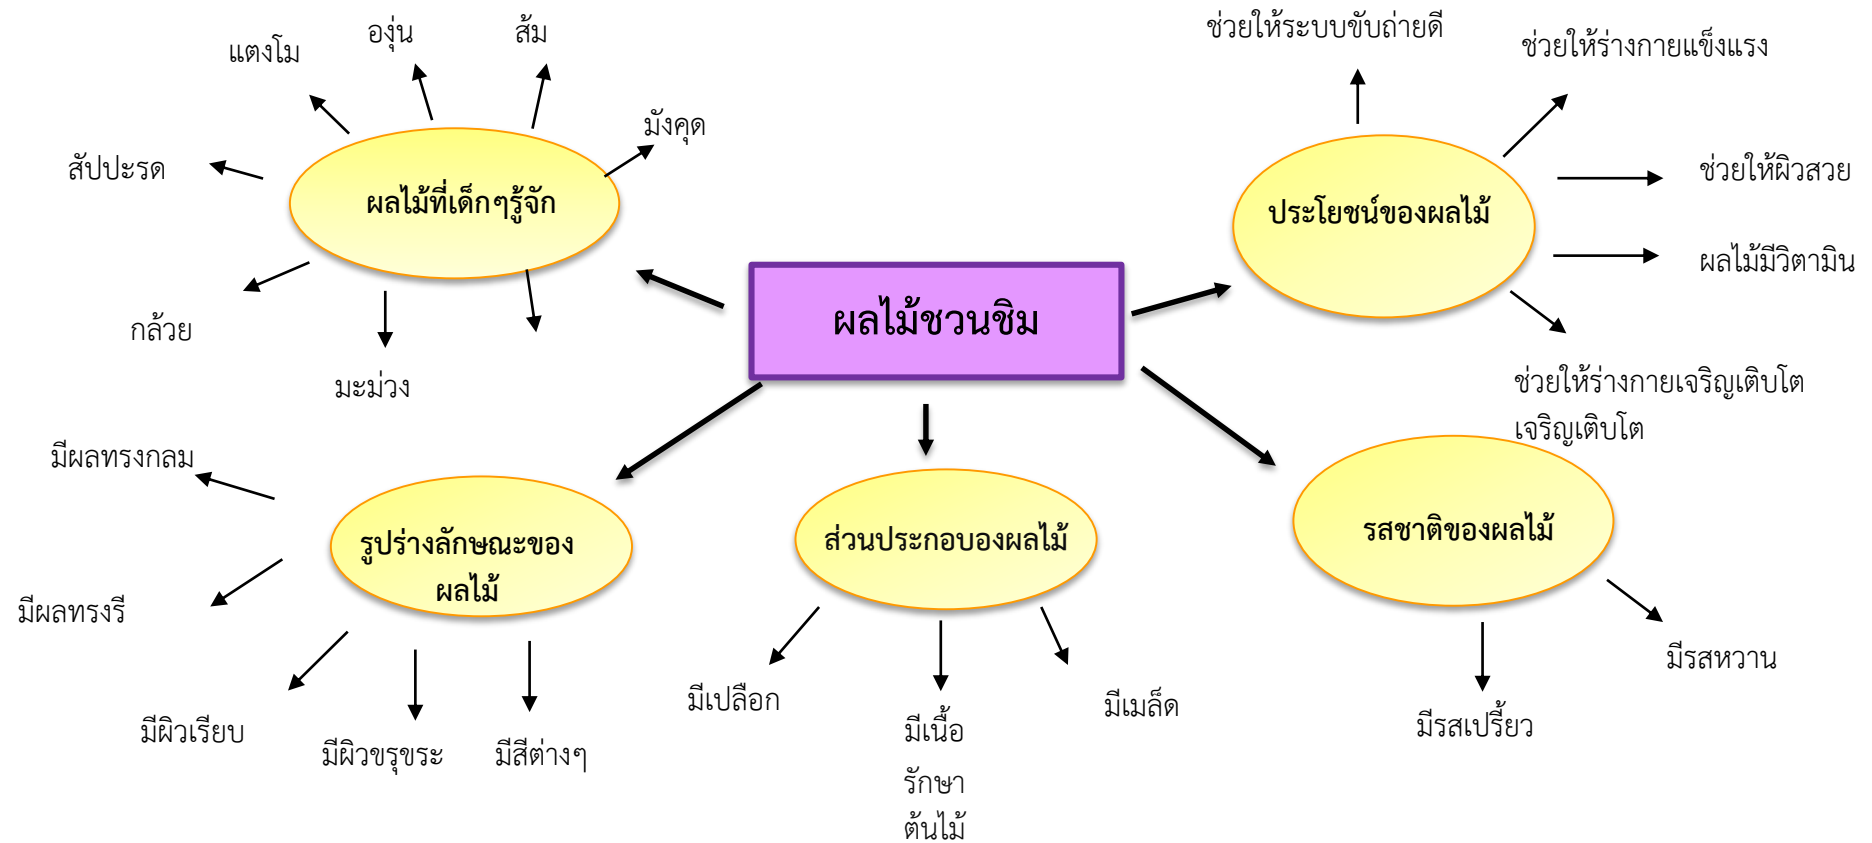 ผลไม้ชวนชิม
ผลไม้ที่เด็กๆรู้จัก
สัปปะรด
แตงโม
องุ่น
ส้ม
มังคุด
กล้วย
มะม่วง
ประโยชน์ของผลไม้
ช่วยให้ระบบขับถ่ายดี
ช่วยให้ร่างกายแข็งแรง
ช่วยให้ผิวสวย
ผลไม้มีวิตามิน
ช่วยให้ร่างกายเจริญเติบโต
เจริญเติบโต
รูปร่างลักษณะของ
ผลไม้
มีผลทรงกลม
มีผลทรงรี
มีผิวเรียบ
มีผิวขรุขระ
มีสีต่างๆ
ส่วนประกอบองผลไม้
มีเปลือก
มีเนื้อ
รักษา
ต้นไม้
มีเมล็ด
รสชาติของผลไม้
มีรสเปรี้ยว
มีรสหวาน